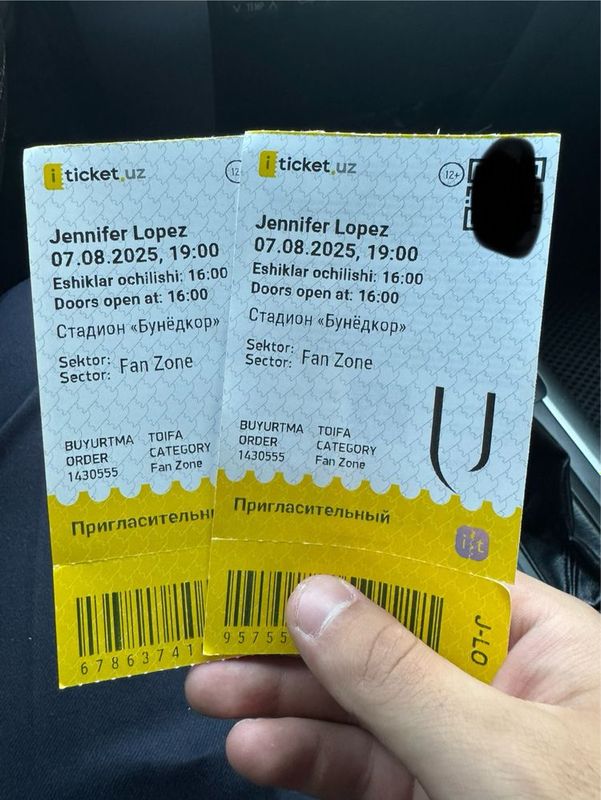 iticket.uz
12+
Jennifer Lopez
07.08.2025, 19:00
Eshiklar ochilishi: 16:00
Doors open at: 16:00
Стадион «Бунёдкор»
Sektor: Fan Zone
Sector:
BUYURTMA TOIFA
ORDER CATEGORY
1430555 Fan Zone
Пригласительн
67863741
iticket.uz
12+
Jennifer Lopez
07.08.2025, 19:00
Eshiklar ochilishi: 16:00
Doors open at: 16:00
Стадион «Бунёдкор»
Sektor: Fan Zone
Sector:
BUYURTMA TOIFA
ORDER CATEGORY
1430555 Fan Zone
Пригласительный
it
95755
J-LO